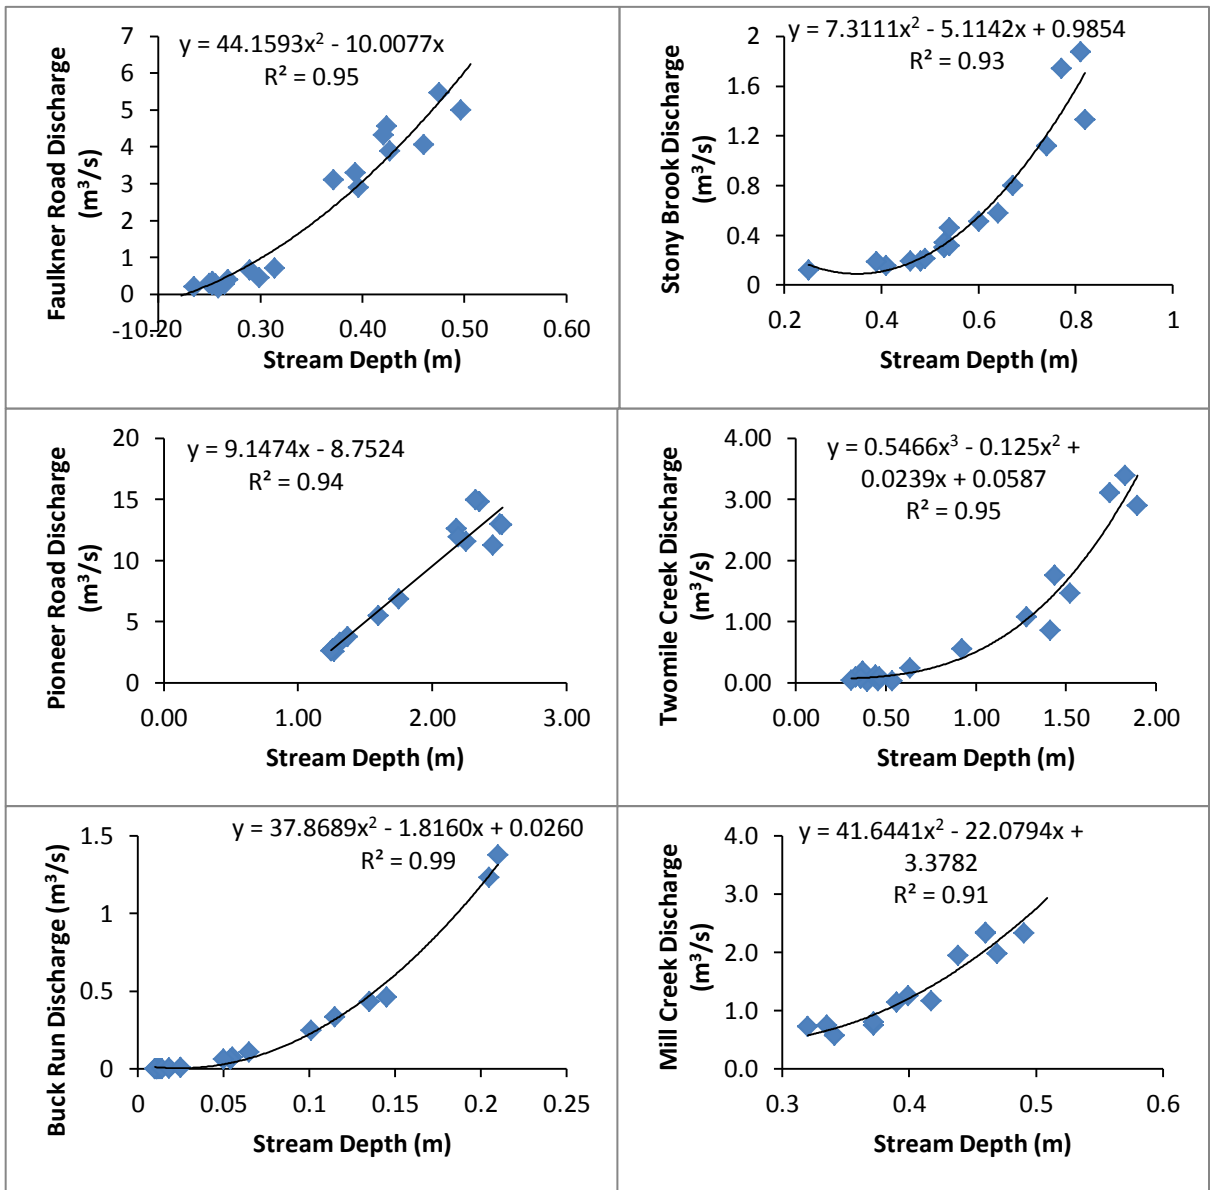 y = 44.1593x² - 10.0077x
R² = 0.95
Faulkner Road Discharge
(m³/s)
7
6
5
4
3
2
1
0
-1
0.20
0.30
0.40
0.50
0.60
Stream Depth (m)
y = 7.3111x² - 5.1142x + 0.9854
R² = 0.93
Stony Brook Discharge
(m³/s)
2
1.6
1.2
0.8
0.4
0
0.2
0.4
0.6
0.8
1
Stream Depth (m)
y = 9.1474x - 8.7524
R² = 0.94
Pioneer Road Discharge
(m³/s)
20
15
10
5
0
0.00
1.00
2.00
3.00
Stream Depth (m)
y = 0.5466x³ - 0.125x² +
0.0239x + 0.0587
R² = 0.95
Twomile Creek Discharge
(m³/s)
4.00
3.00
2.00
1.00
0.00
0.00
0.50
1.00
1.50
2.00
Stream Depth (m)
y = 37.8689x² - 1.8160x + 0.0260
R² = 0.99
Buck Run Discharge (m³/s)
1.5
1
0.5
0
0
0.05
0.1
0.15
0.2
0.25
Stream Depth (m)
y = 41.6441x² - 22.0794x +
3.3782
R² = 0.91
Mill Creek Discharge
(m³/s)
4.0
3.0
2.0
1.0
0.0
0.3
0.4
0.5
0.6
Stream Depth (m)